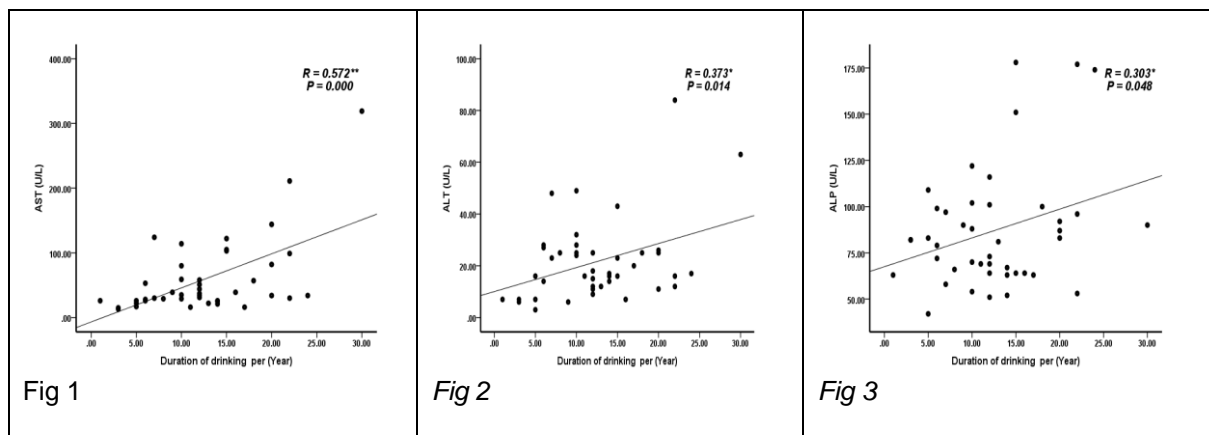 400.00
300.00
200.00
100.00
.00
AST (U/L)
R = 0.572**
P = 0.000
.00 5.00 10.00 15.00 20.00 25.00 30.00
Duration of drinking per (Year)
Fig 1
100.00
80.00
60.00
40.00
20.00
.00
ALT (U/L)
R = 0.373*
P = 0.014
.00 5.00 10.00 15.00 20.00 25.00 30.00
Duration of drinking per (Year)
Fig 2
175.00
150.00
125.00
100.00
75.00
50.00
ALP (U/L)
R = 0.303*
P = 0.048
.00 5.00 10.00 15.00 20.00 25.00 30.00
Duration of drinking per (Year)
Fig 3